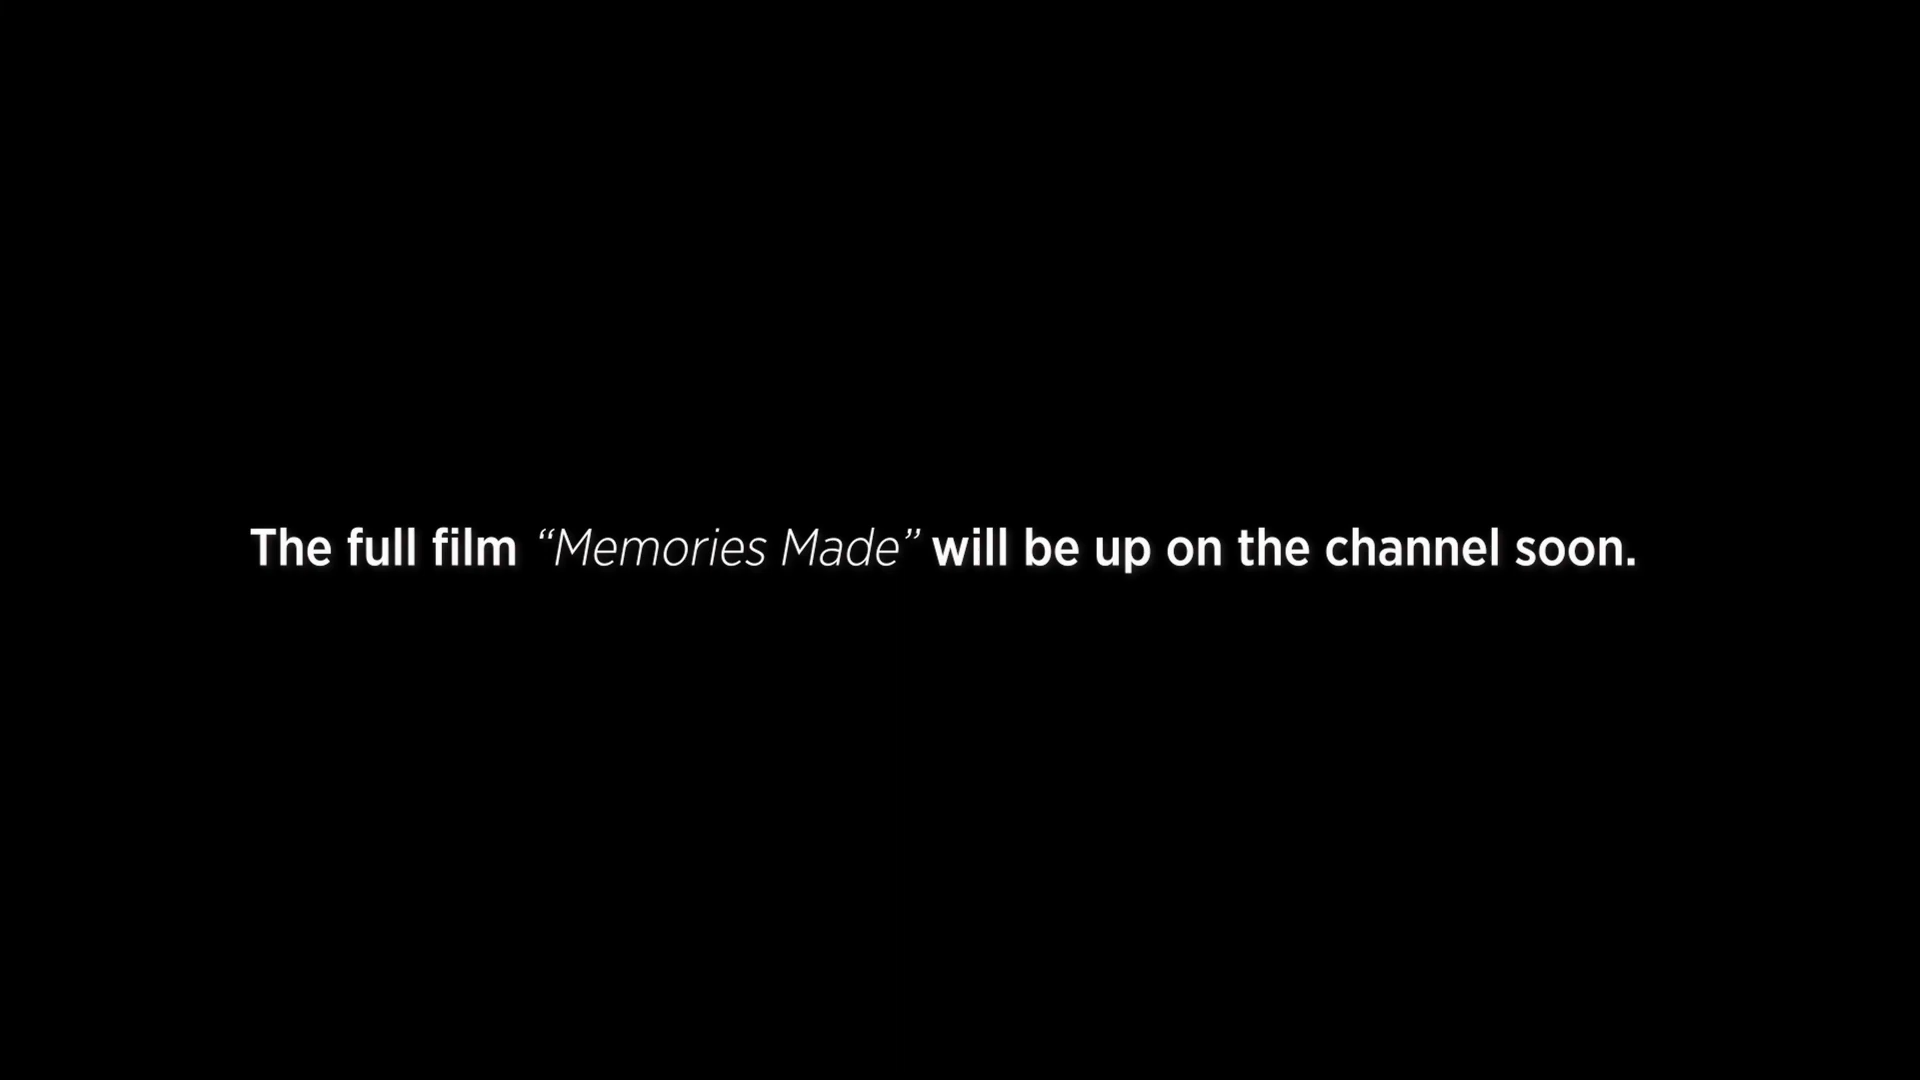 The full film “Memories Made” will be up on the channel soon.